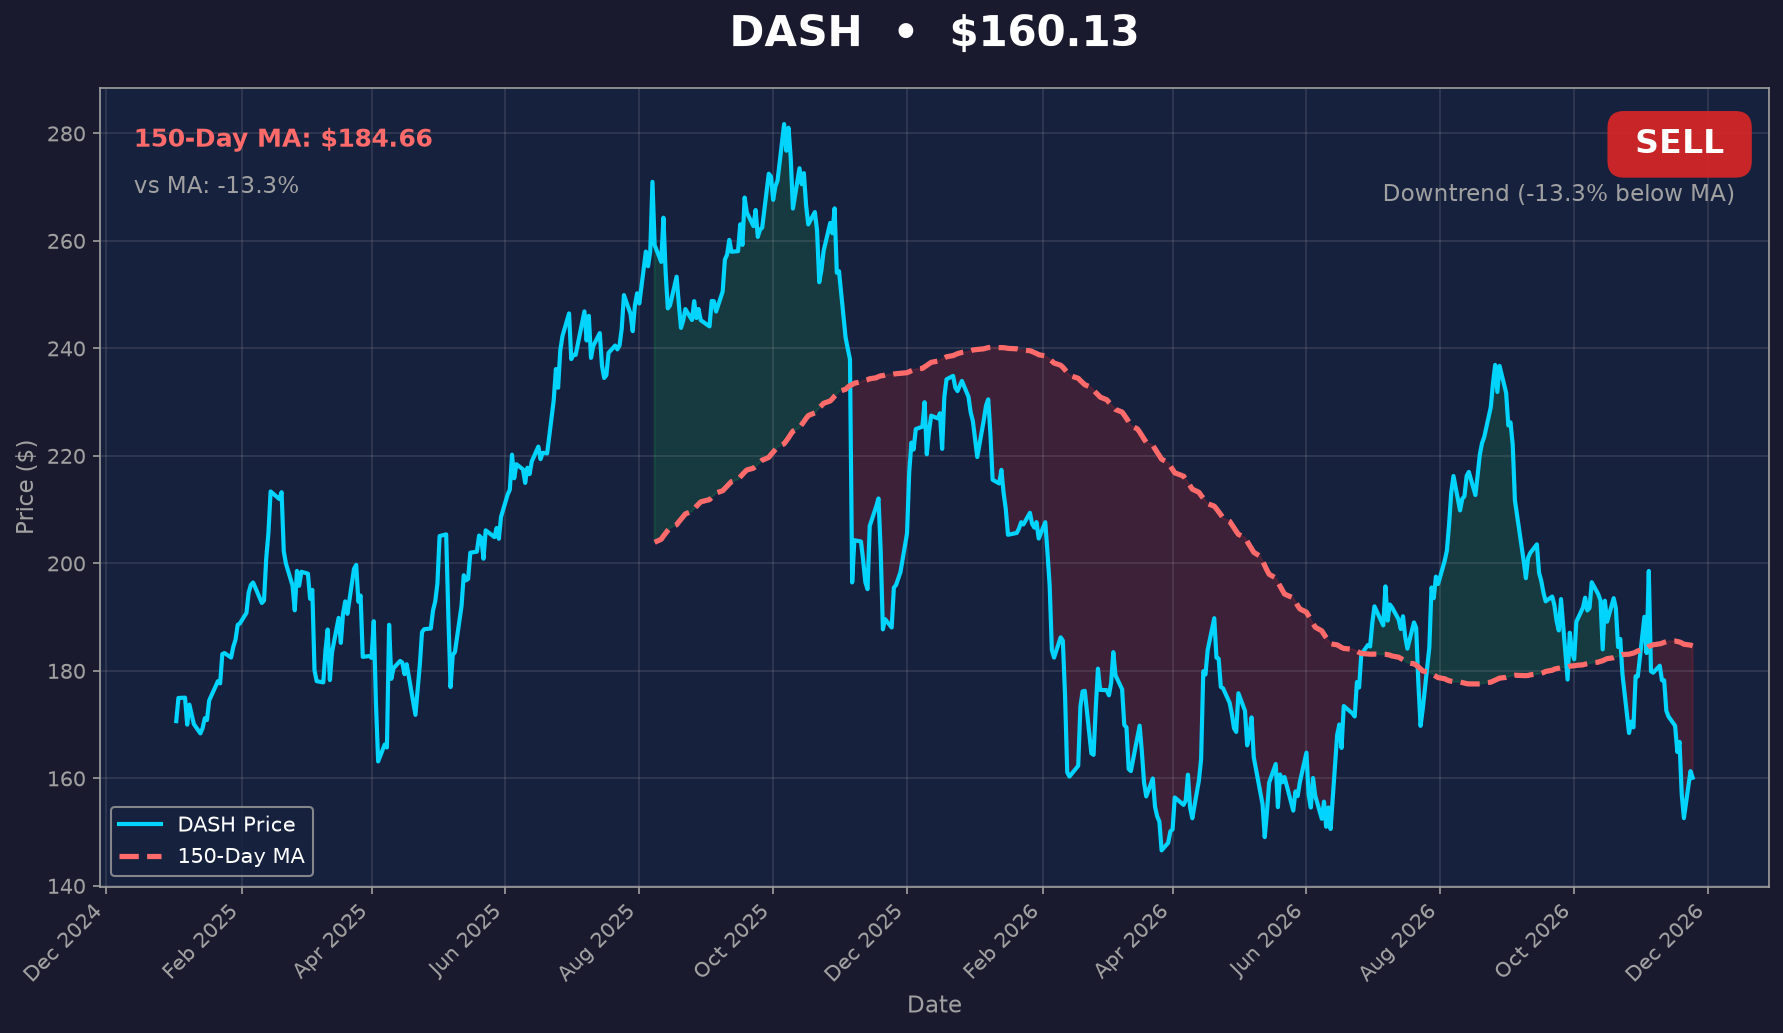 DASH • $160.13
150-Day MA: $184.66
vs MA: -13.3%
SELL
Downtrend (-13.3% below MA)
Price ($)
280
260
240
220
200
180
160
140
DASH Price
150-Day MA
Dec 2024
Feb 2025
Apr 2025
Jun 2025
Aug 2025
Oct 2025
Dec 2025
Feb 2026
Apr 2026
Jun 2026
Aug 2026
Oct 2026
Dec 2026
Date